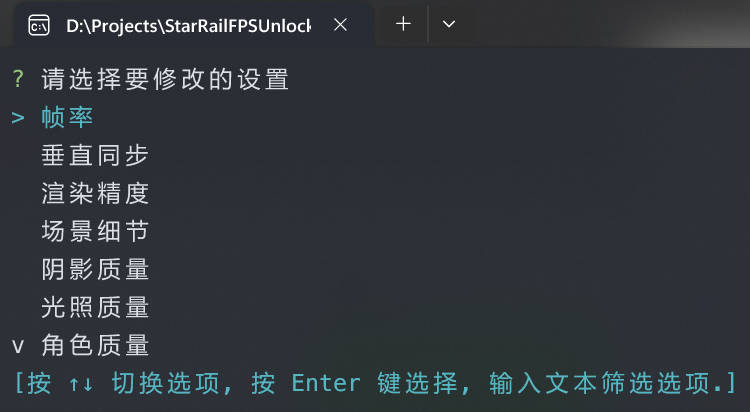 D:\Projects\StarRailFPSUnlock
? 请选择要修改的设置
> 帧率
垂直同步
渲染精度
场景细节
阴影质量
光照质量
v 角色质量
[按 ↑↓ 切换选项, 按 Enter 键选择, 输入文本筛选选项.]